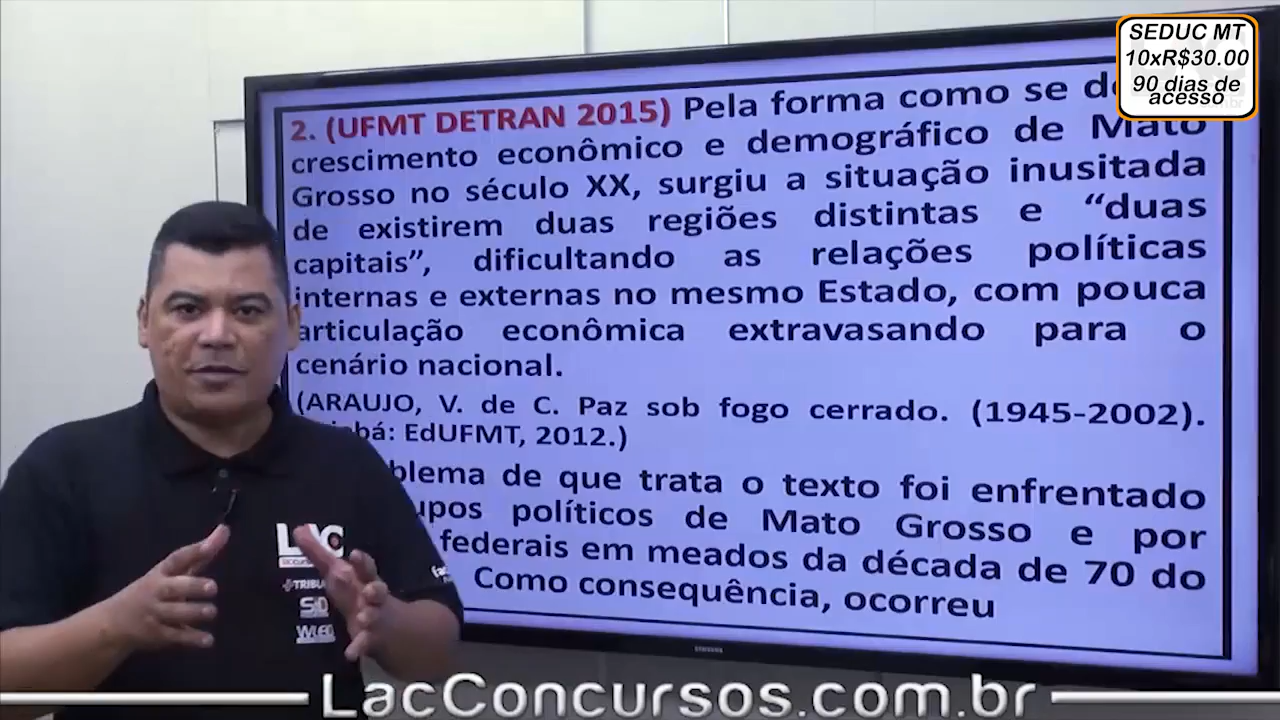 SEDUC MT
10xR$30.00
90 dias de
acesso
2. (UFMT DETRAN 2015) Pela forma como se
crescimento econômico e demográfico de Mato
Grosso no século XX, surgiu a situação inusitada
de existirem duas regiões distintas e “duas
capitais”, dificultando as relações políticas
internas e externas no mesmo Estado, com pouca
articulação econômica extravasando para o
cenário nacional.
(ARAUJO, V. de C. Paz sob fogo cerrado. (1945-2002).
EdUFMT, 2012.)
de que trata o texto foi enfrentado
políticos de Mato Grosso e por
federais em meados da década de 70 do
Como consequência, ocorreu
LAC
SAMSUNG
LacConcursos.com.br